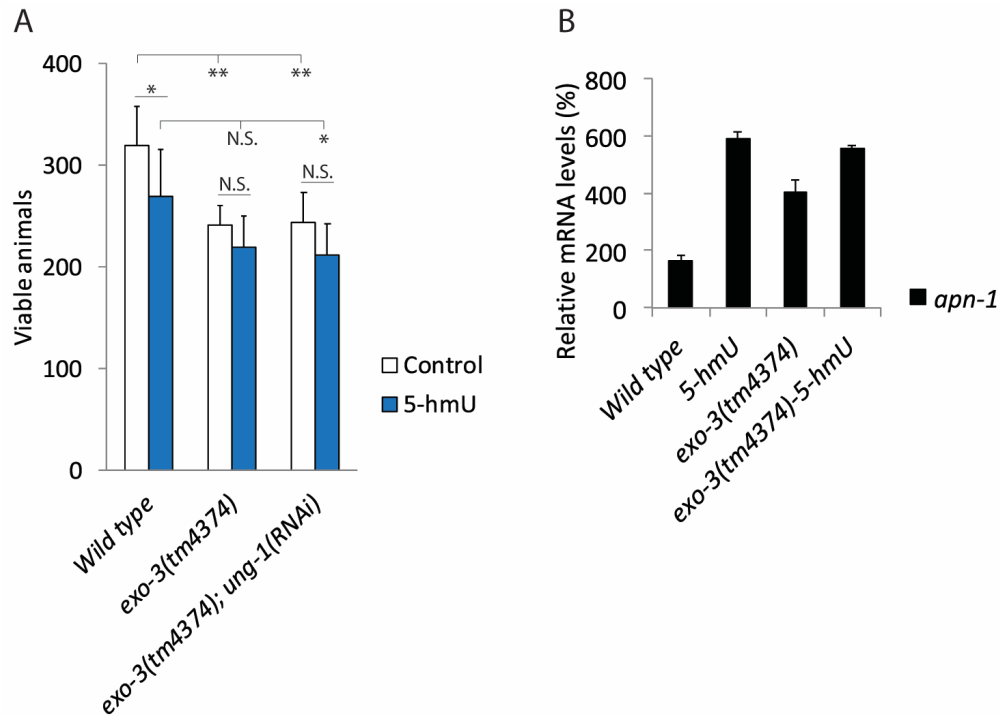 A
400
300
200
100
0
Viable animals
**
**
*
N.S.
*
N.S.
N.S.
Control
5-hmU
Wild type
exo-3(tm4374)
exo-3(tm4374); ung-1(RNAi)
B
800
600
400
200
0
Relative mRNA levels (%)
apn-1
Wild type
5-hmU
exo-3(tm4374)
exo-3(tm4374)-5-hmU